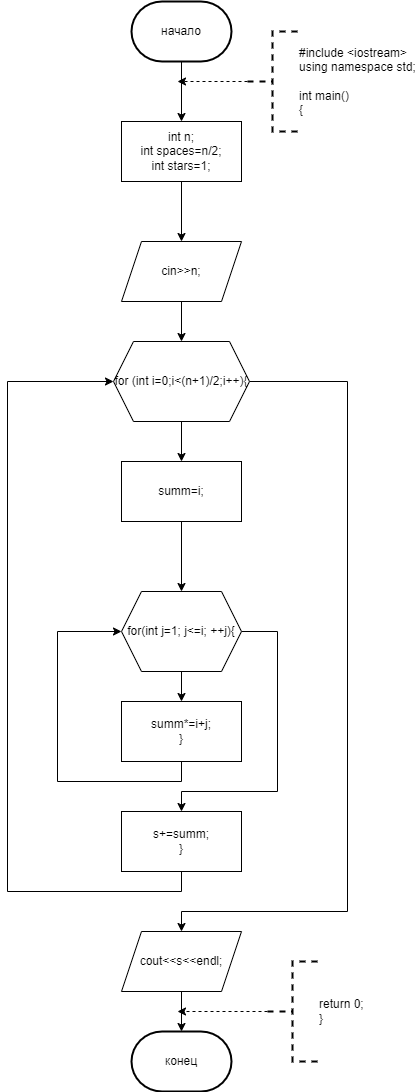 начало
#include <iostream>
using namespace std;
int main()
{
int n;
int spaces=n/2;
int stars=1;
cin>>n;
for (int i=0;i<(n+1)/2;i++){
summ=i;
for(int j=1; j<=i; ++j){
summ*=i+j;
}
s+=summ;
}
cout<<s<<endl;
return 0;
}
конец